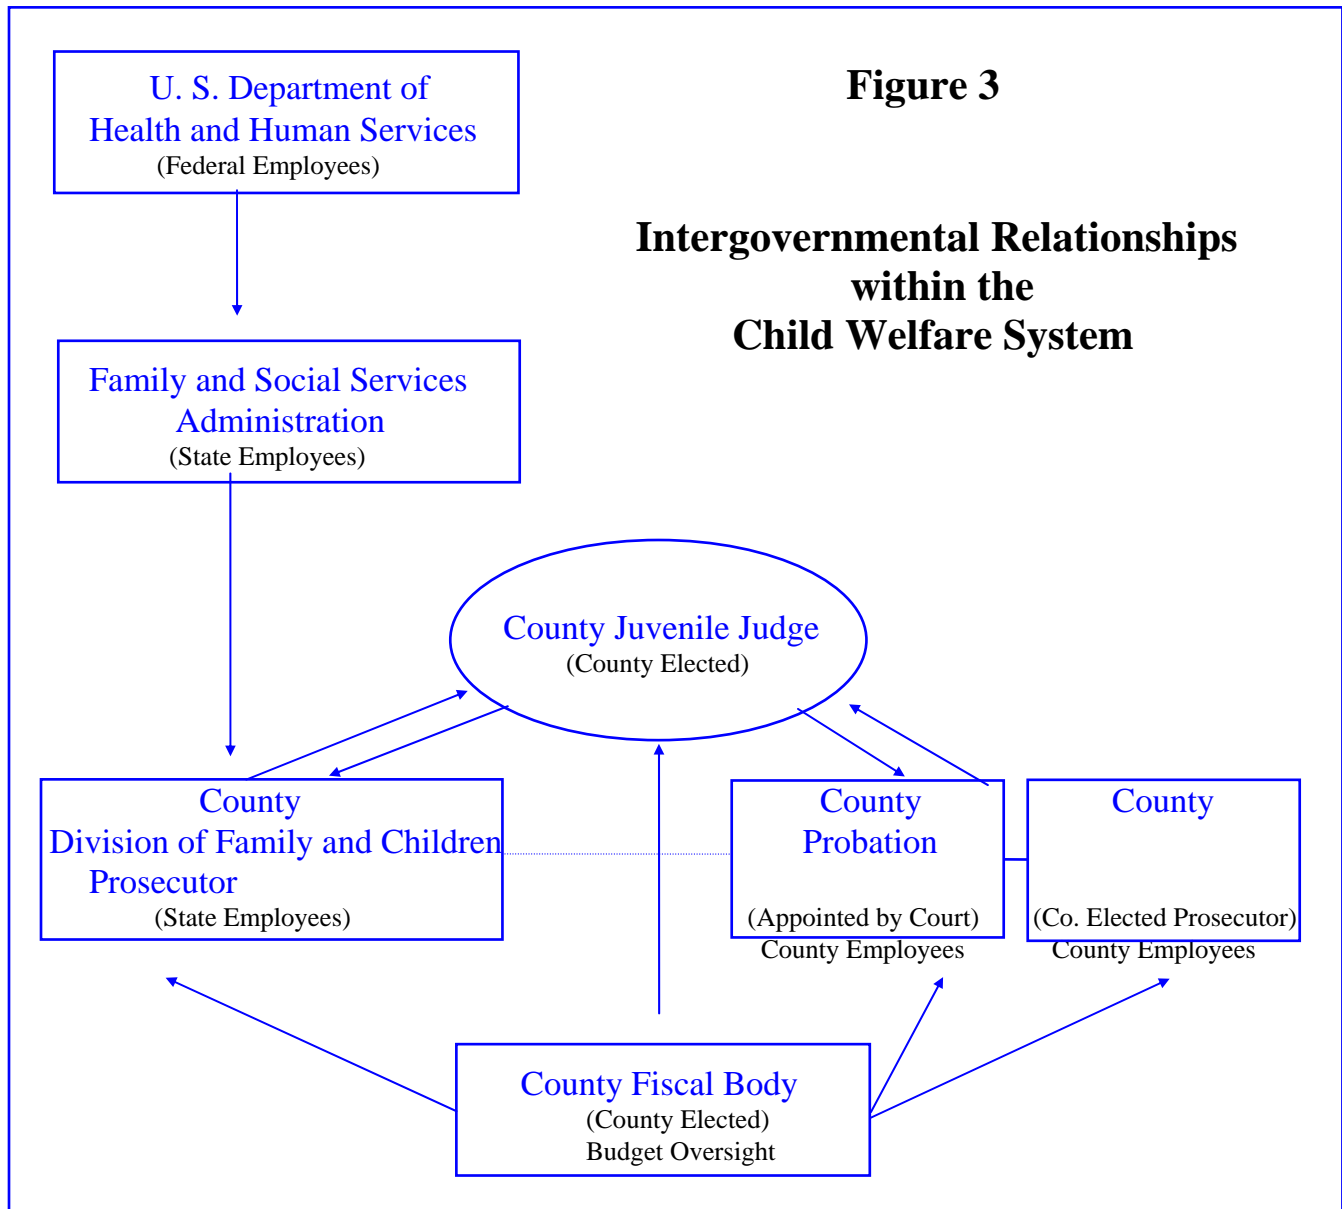 U. S. Department of
Health and Human Services
(Federal Employees)
Figure 3
Intergovernmental Relationships
within the
Child Welfare System
Family and Social Services
Administration
(State Employees)
County Juvenile Judge
(County Elected)
County
Division of Family and Children
Prosecutor
(State Employees)
County
Probation
(Appointed by Court)
County Employees
County
(Co. Elected Prosecutor)
County Employees
County Fiscal Body
(County Elected)
Budget Oversight